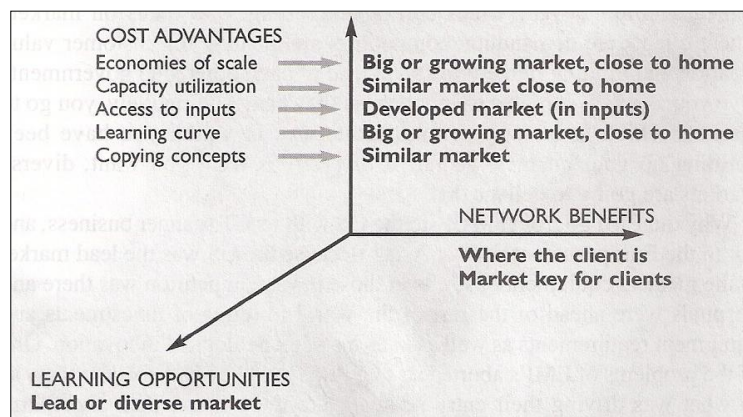 COST ADVANTAGES
Economies of scale Big or growing market, close to home
Capacity utilization Similar market close to home
Access to inputs Developed market (in inputs)
Learning curve Big or growing market, close to home
Copying concepts Similar market
NETWORK BENEFITS
Where the client is
Market key for clients
LEARNING OPPORTUNITIES
Lead or diverse market